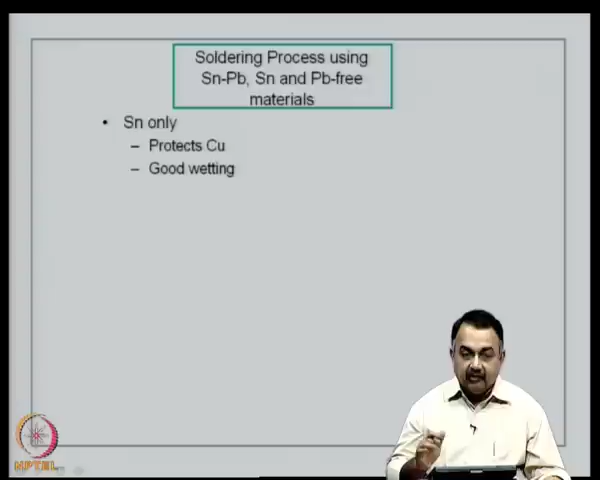 Soldering Process using
Sn-Pb, Sn and Pb-free
materials
• Sn only
– Protects Cu
– Good wetting
NPTEL